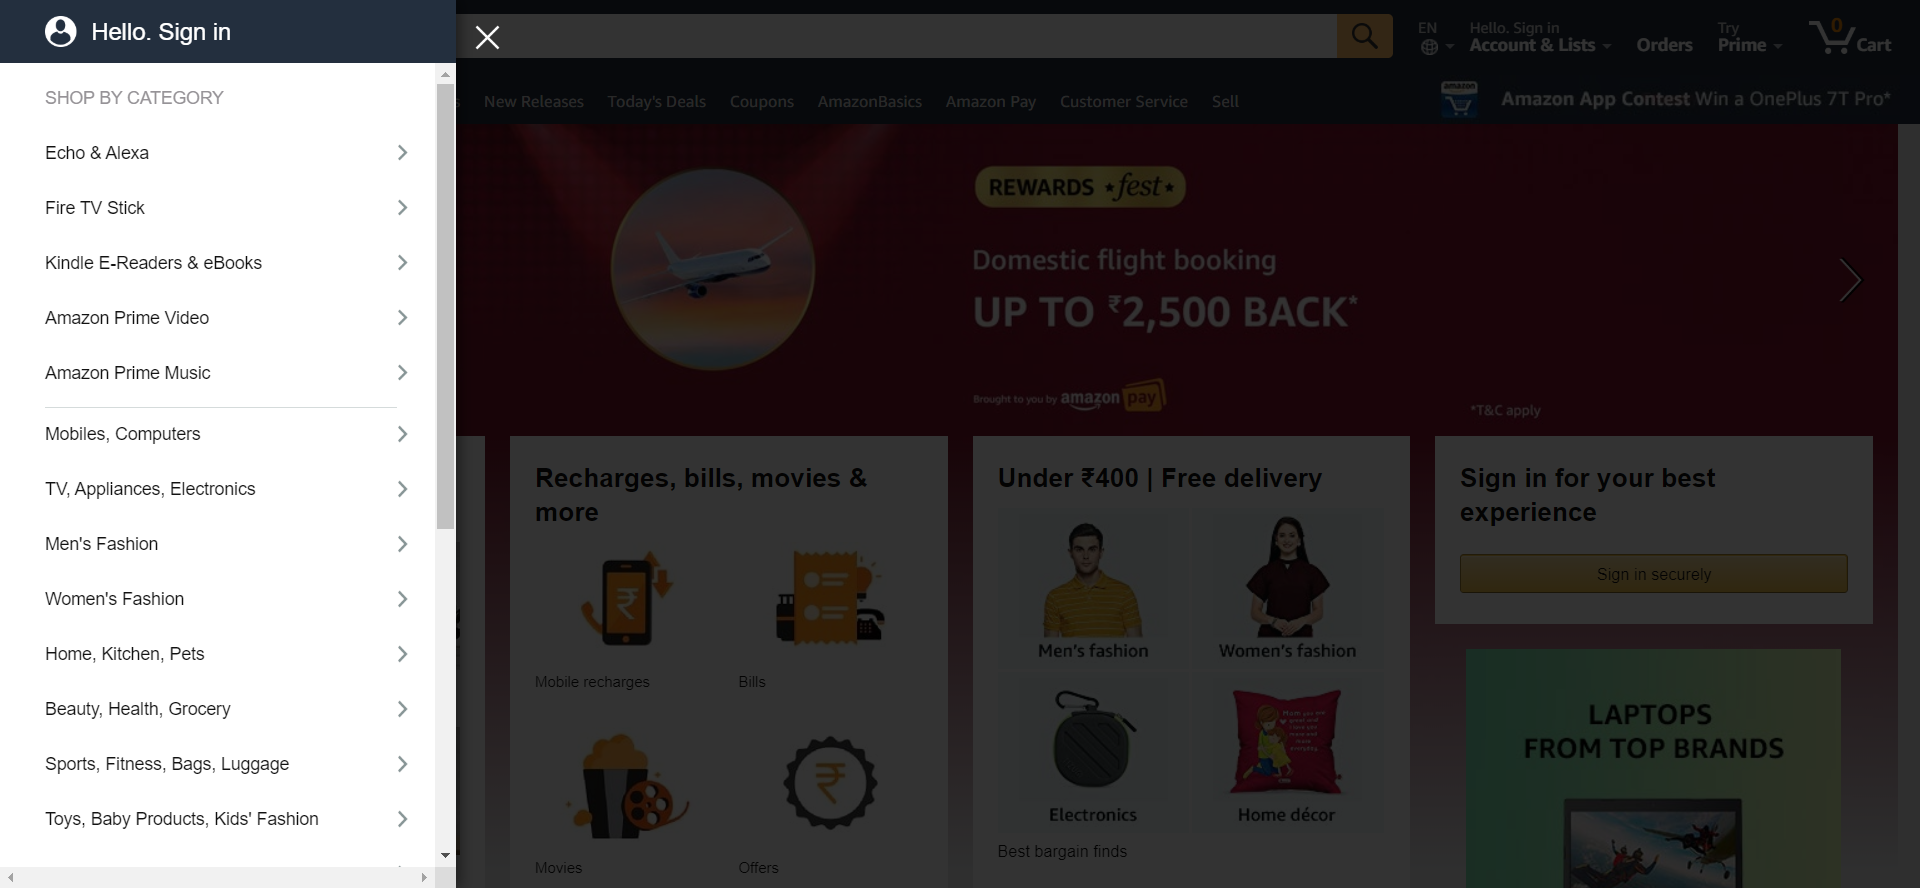 Hello. Sign in
SHOP BY CATEGORY
Echo & Alexa
Fire TV Stick
Kindle E-Readers & eBooks
Amazon Prime Video
Amazon Prime Music
Mobiles, Computers
TV, Appliances, Electronics
Men's Fashion
Women's Fashion
Home, Kitchen, Pets
Beauty, Health, Grocery
Sports, Fitness, Bags, Luggage
Toys, Baby Products, Kids' Fashion
EN
Hello. Sign in
Account & Lists
Orders
Try
Prime
0
Cart
New Releases
Today's Deals
Coupons
AmazonBasics
Amazon Pay
Customer Service
Sell
amazon
Amazon App Contest Win a OnePlus 7T Pro*
REWARDS fest
Domestic flight booking
UP TO ₹2,500 BACK*
Brought to you by amazon pay
*T&C apply
Recharges, bills, movies &
more
Mobile recharges
Bills
Movies
Offers
Under ₹400 | Free delivery
Men's fashion
Women's fashion
Electronics
Home décor
Best bargain finds
Sign in for your best
experience
Sign in securely
LAPTOPS
FROM TOP BRANDS